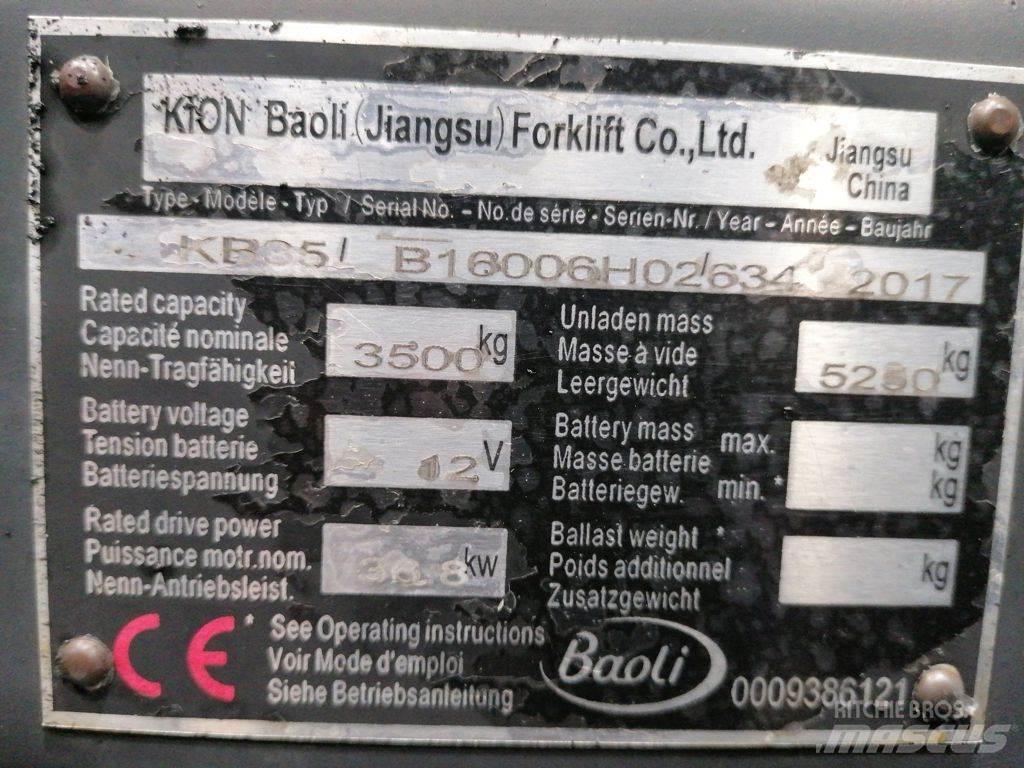 KION Baoli (Jiangsu) Forklift Co.,Ltd.
Jiangsu
China
Type - Modèle - Typ / Serial No. - No.de série - Serien-Nr. / Year - Année - Baujahr
2017
Rated capacity
Capacité nominale
Nenn-Tragfähigkeil
3500 kg
Unladen mass
Masse à vide
Leergewicht
kg
Battery voltage
Tension batterie
Batteriespannung
12 V
Battery mass max. kg
Masse batterie
Batteriegew. min. * kg
Rated drive power
Puissance motr.nom.
Nenn-Antriebsleist.
36.8 kw
Ballast weight *
Poids additionnel
Zusatzgewicht
kg
CE
* See Operating instructions
Voir Mode d'emploi
Siehe Betriebsanleitung
Baoli
0009386121
RITCHIE BROS.
MASCUS